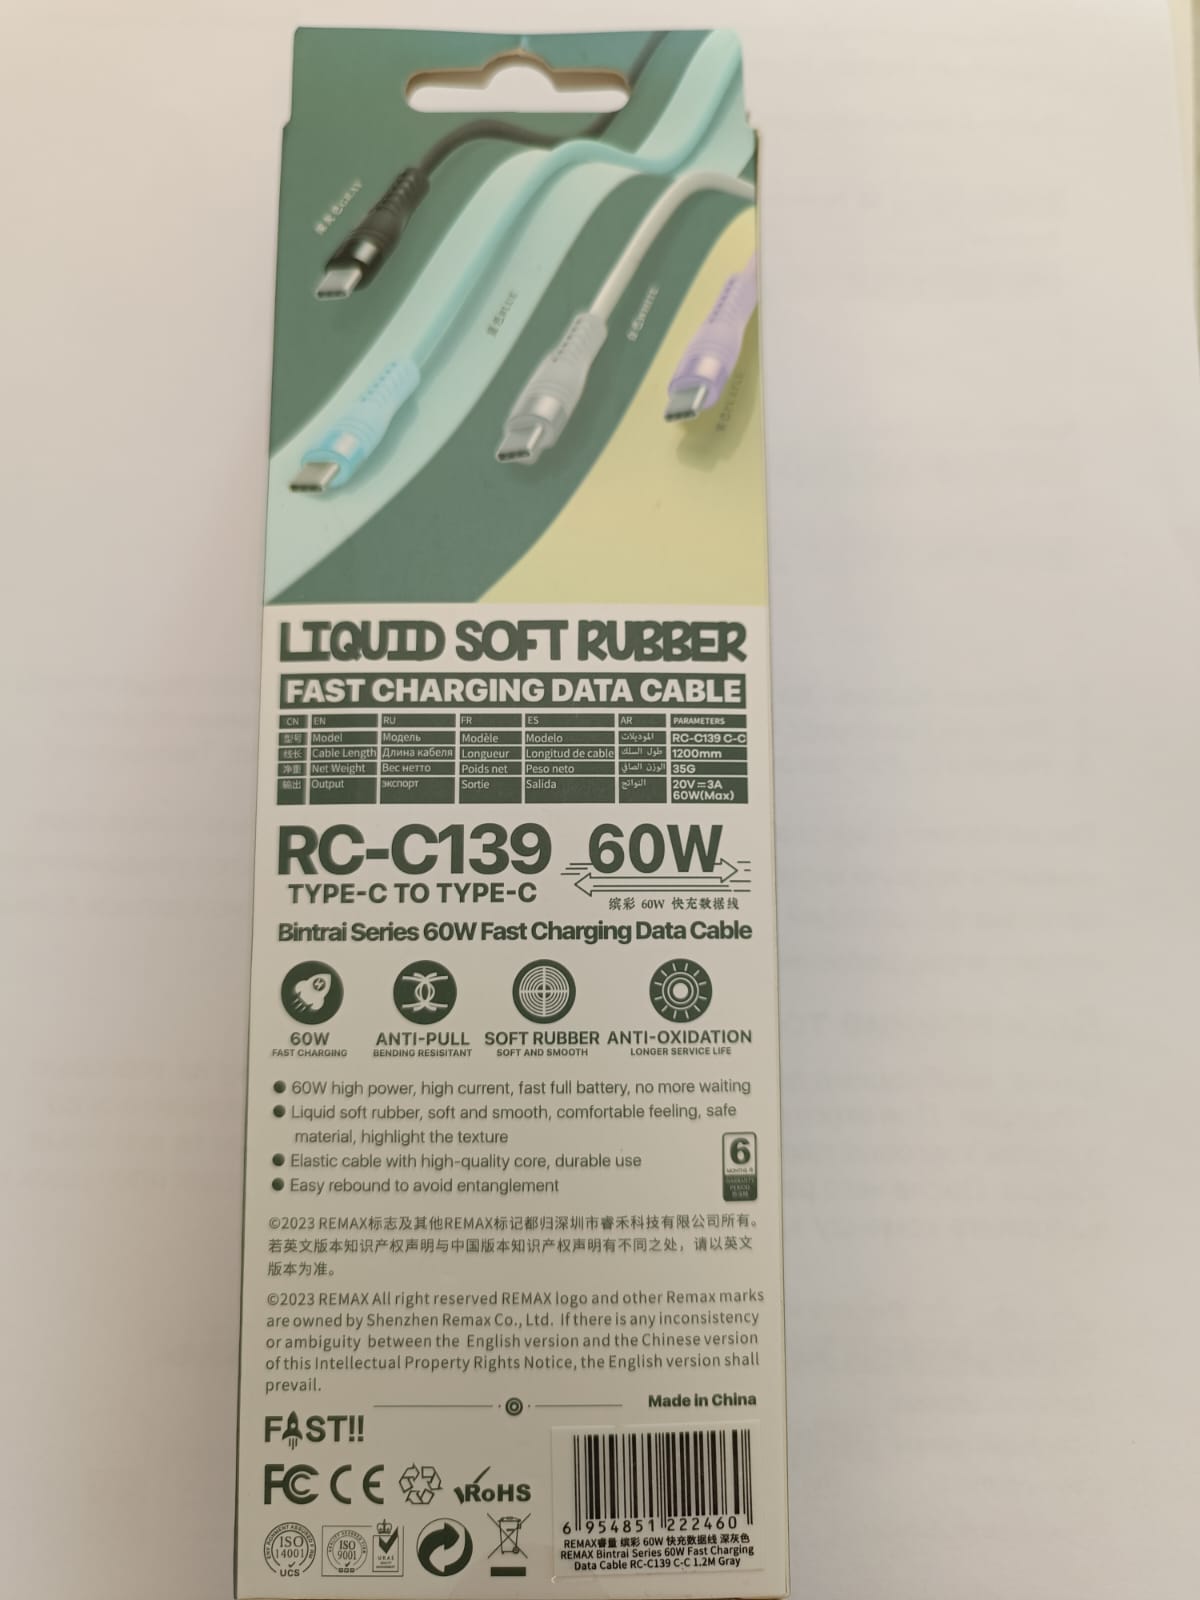 GRAY
BLUE
WHITE
LIQUID SOFT RUBBER
FAST CHARGING DATA CABLE
CN EN RU FR ES AR PARAMETERS
型号 Model Модель Modèle Modelo الموديلات RC-C139 C-C
线长 Cable Length Длина кабеля Longueur Longitud de cable طول السلك 1200mm
净重 Net Weight Вес нетто Poids net Peso neto الوزن الصافي 35G
输出 Output экспорт Sortie Salida النواتج 20V⎓3A
60W(Max)
RC-C139 60W
TYPE-C TO TYPE-C
缤彩 60W 快充数据线
Bintrai Series 60W Fast Charging Data Cable
60W ANTI-PULL SOFT RUBBER ANTI-OXIDATION
FAST CHARGING BENDING RESISITANT SOFT AND SMOOTH LONGER SERVICE LIFE
● 60W high power, high current, fast full battery, no more waiting
● Liquid soft rubber, soft and smooth, comfortable feeling, safe
material, highlight the texture
● Elastic cable with high-quality core, durable use
● Easy rebound to avoid entanglement
6
MONTHS
WARRANTY
PERIOD
©2023 REMAX标志及其他REMAX标记都归深圳市睿禾科技有限公司所有。
若英文版本知识产权声明与中国版本知识产权声明有不同之处，请以英文
版本为准。
©2023 REMAX All right reserved REMAX logo and other Remax marks
are owned by Shenzhen Remax Co., Ltd. If there is any inconsistency
or ambiguity between the English version and the Chinese version
of this Intellectual Property Rights Notice, the English version shall
prevail.
Made in China
FAST!!
FC CE RoHS
6 954851 222460
REMAX睿量 缤彩 60W 快充数据线 深灰色
REMAX Bintrai Series 60W Fast Charging
Data Cable RC-C139 C-C 1.2M Gray
ISO
14001
UCS
ISO
9001
UKAS